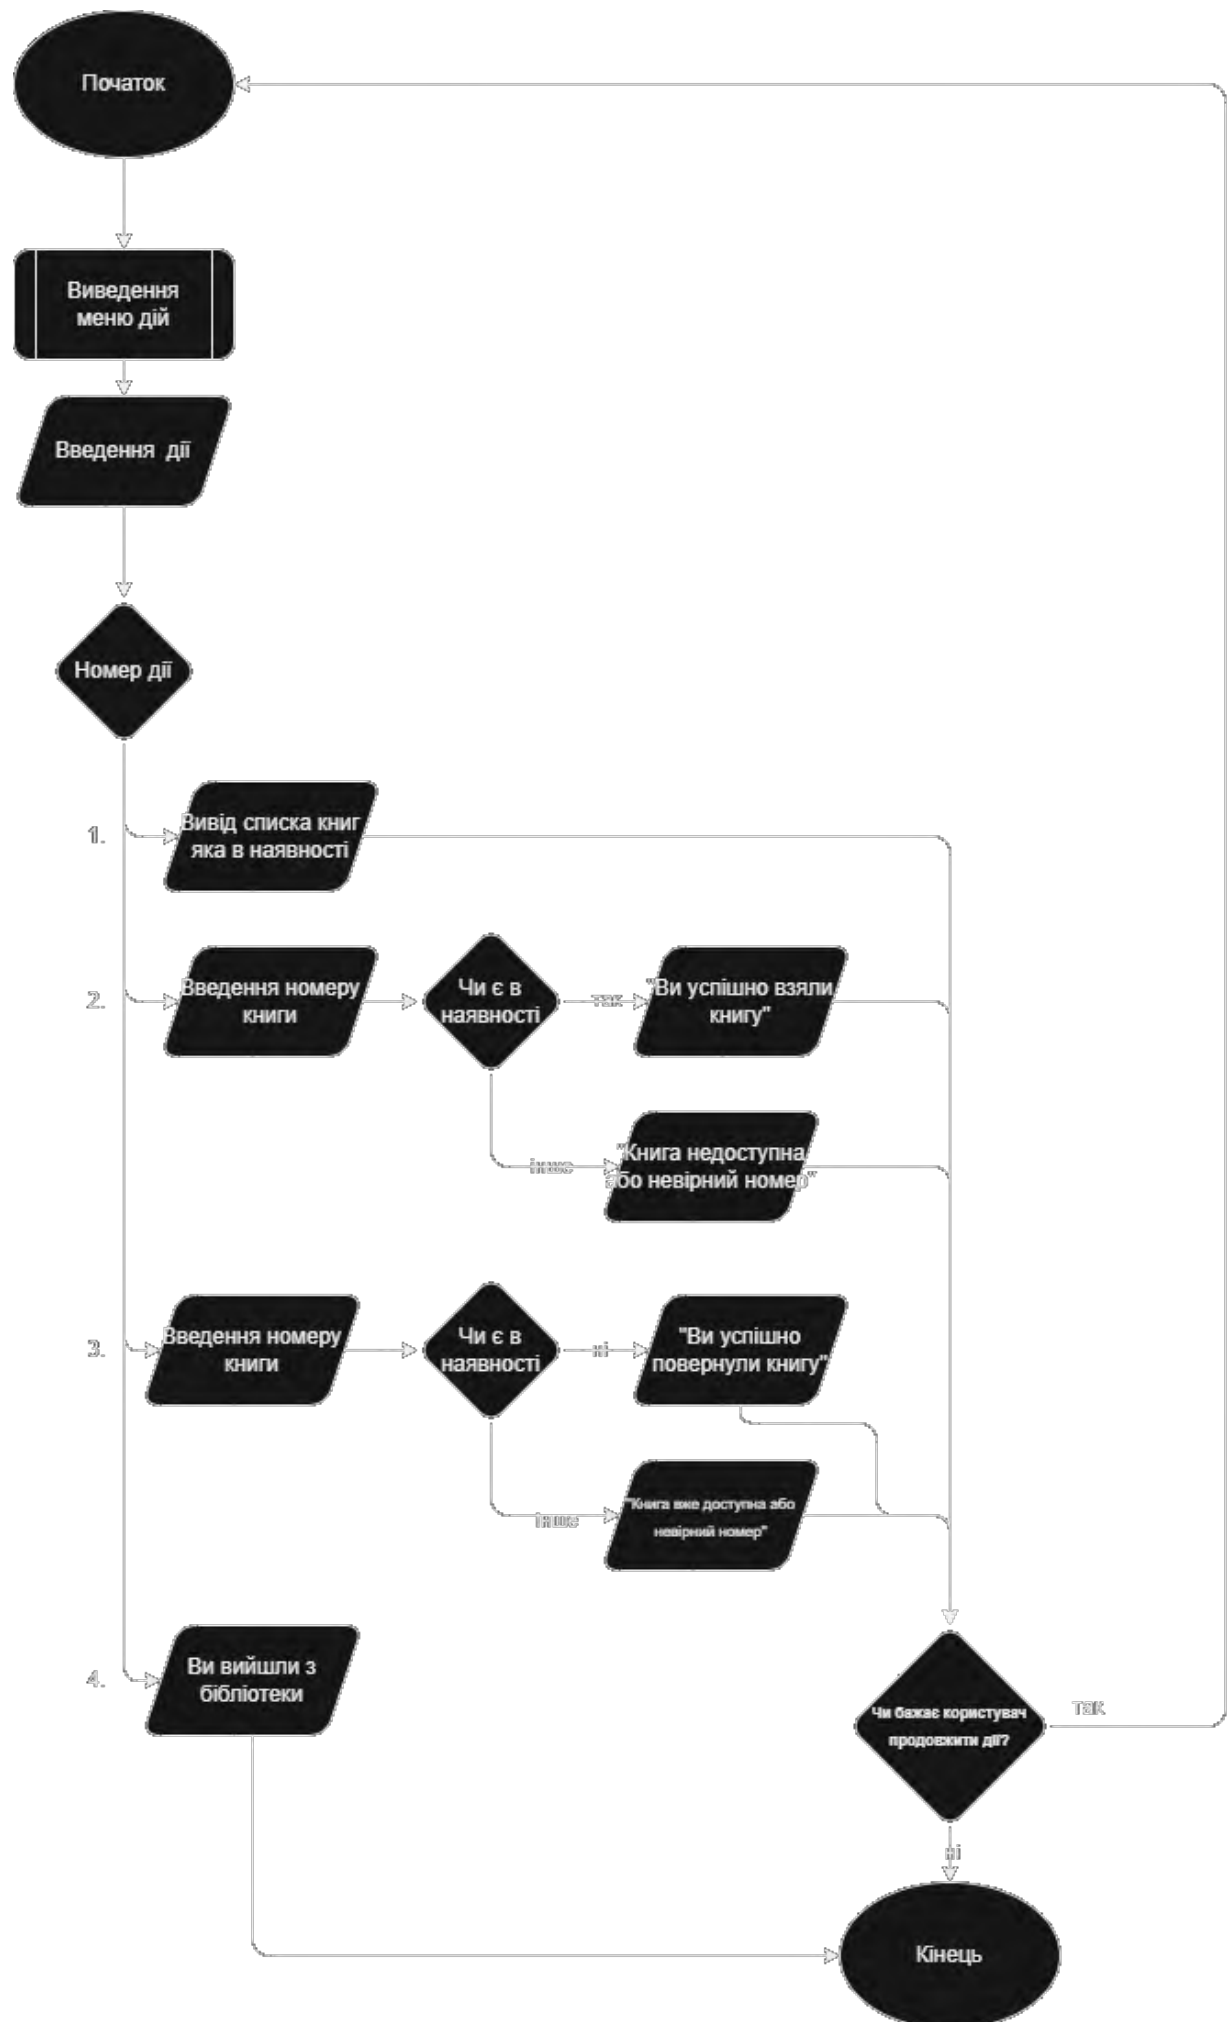 Початок
Виведення
меню дій
Введення дії
Номер дії
1.
Вивід списка книг
яка в наявності
2.
Введення номеру
книги
Чи є в
наявності
так
"Ви успішно взяли
книгу"
інше
"Книга недоступна
або невірний номер"
3.
Введення номеру
книги
Чи є в
наявності
ні
"Ви успішно
повернули книгу"
інше
"Книга вже доступна або
невірний номер"
4.
Ви вийшли з
бібліотеки
Чи бажає користувач
продовжити дії?
так
ні
Кінець